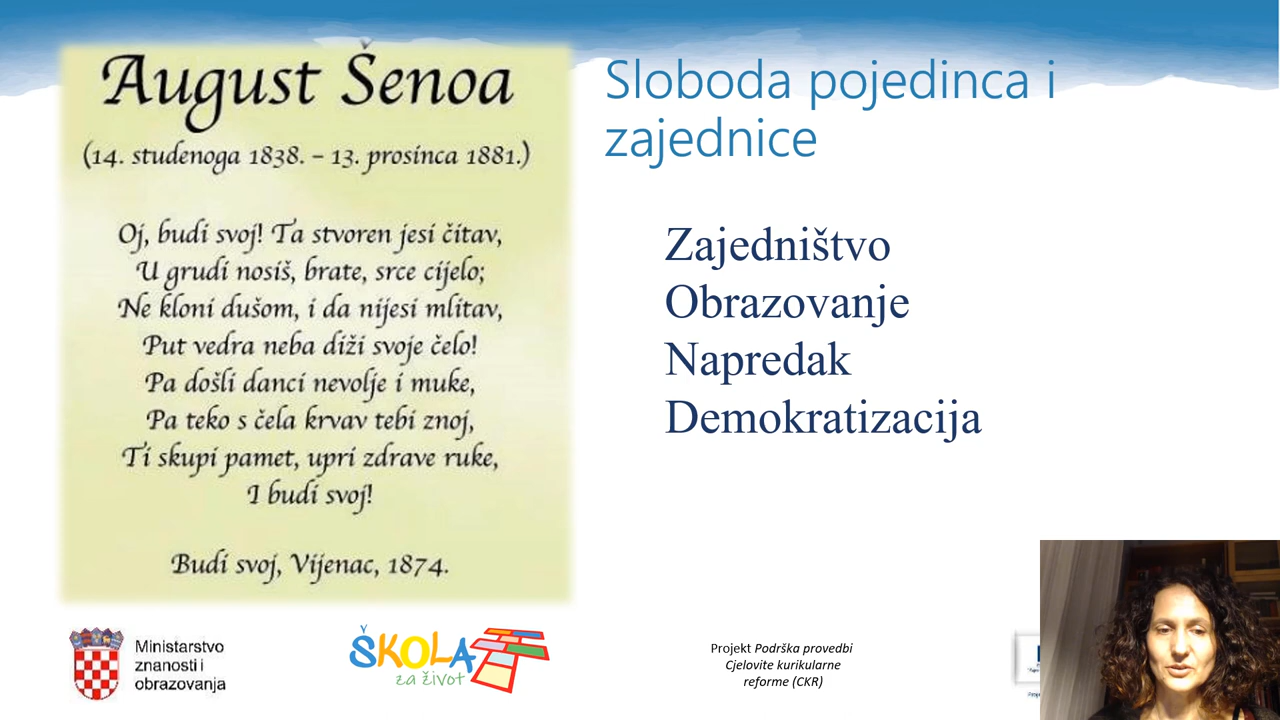 August Šenoa
(14. studenoga 1838. – 13. prosinca 1881.)
Oj, budi svoj! Ta stvoren jesi čitav,
U grudi nosiš, brate, srce cijelo;
Ne kloni dušom, i da nijesi mlitav,
Put vedra neba diži svoje čelo!
Pa došli danci nevolje i muke,
Pa teko s čela krvav tebi znoj,
Ti skupi pamet, upri zdrave ruke,
I budi svoj!
Budi svoj, Vijenac, 1874.
Sloboda pojedinca i
zajednice
Zajedništvo
Obrazovanje
Napredak
Demokratizacija
Ministarstvo
znanosti i
obrazovanja
ŠKOLA
za život
Projekt Podrška provedbi
Cjelovite kurikularne
reforme (CKR)